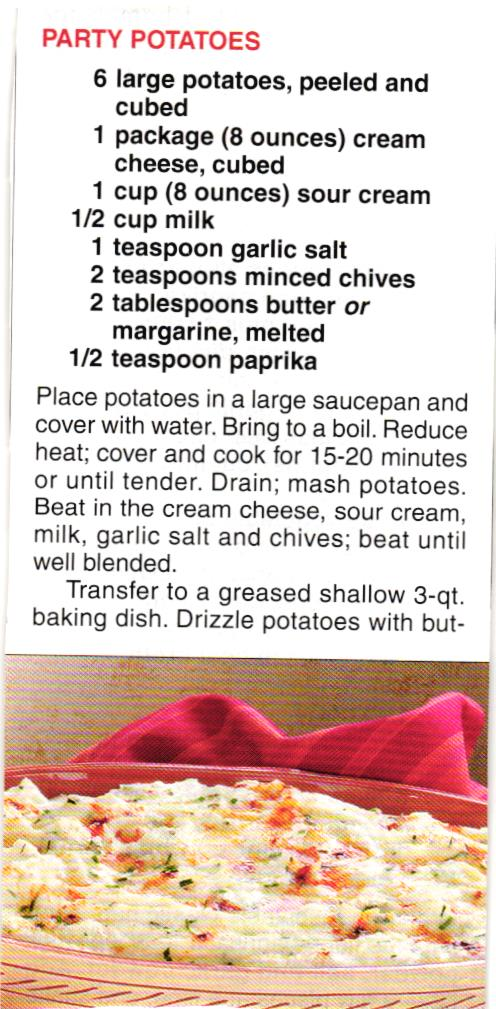 PARTY POTATOES
6 large potatoes, peeled and
cubed
1 package (8 ounces) cream
cheese, cubed
1 cup (8 ounces) sour cream
1/2 cup milk
1 teaspoon garlic salt
2 teaspoons minced chives
2 tablespoons butter or
margarine, melted
1/2 teaspoon paprika
Place potatoes in a large saucepan and
cover with water. Bring to a boil. Reduce
heat; cover and cook for 15-20 minutes
or until tender. Drain; mash potatoes.
Beat in the cream cheese, sour cream,
milk, garlic salt and chives; beat until
well blended.
Transfer to a greased shallow 3-qt.
baking dish. Drizzle potatoes with but-